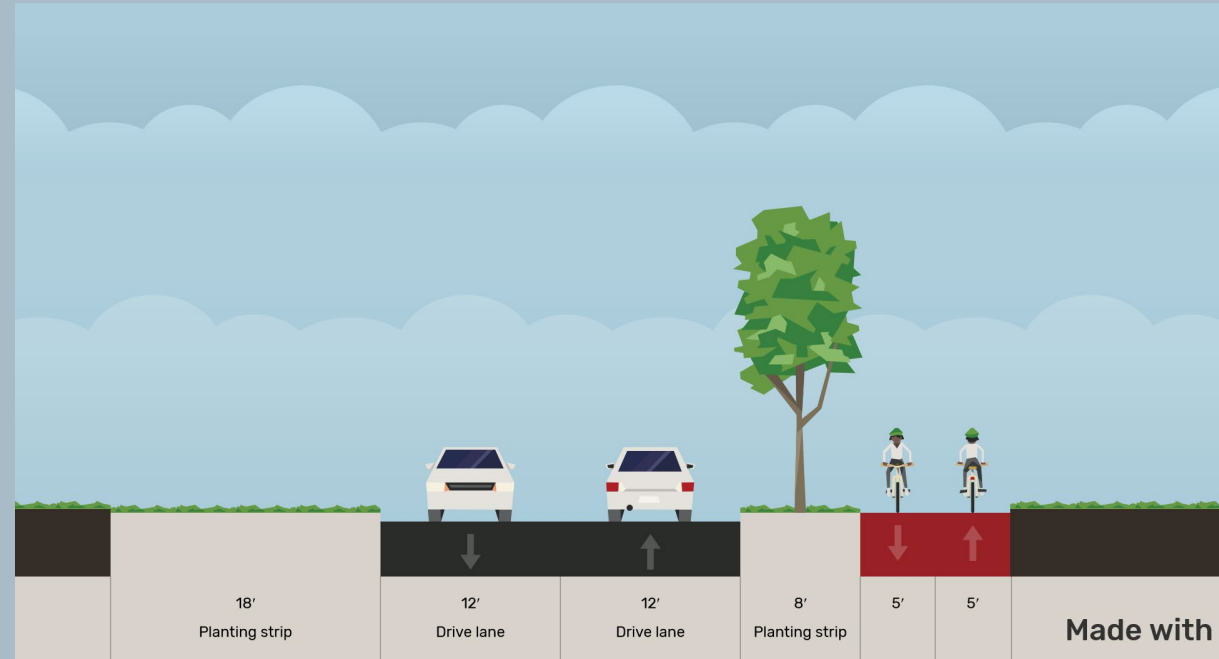 18′
Planting strip
12′
Drive lane
12′
Drive lane
8′
Planting strip
5′
5′
Made with